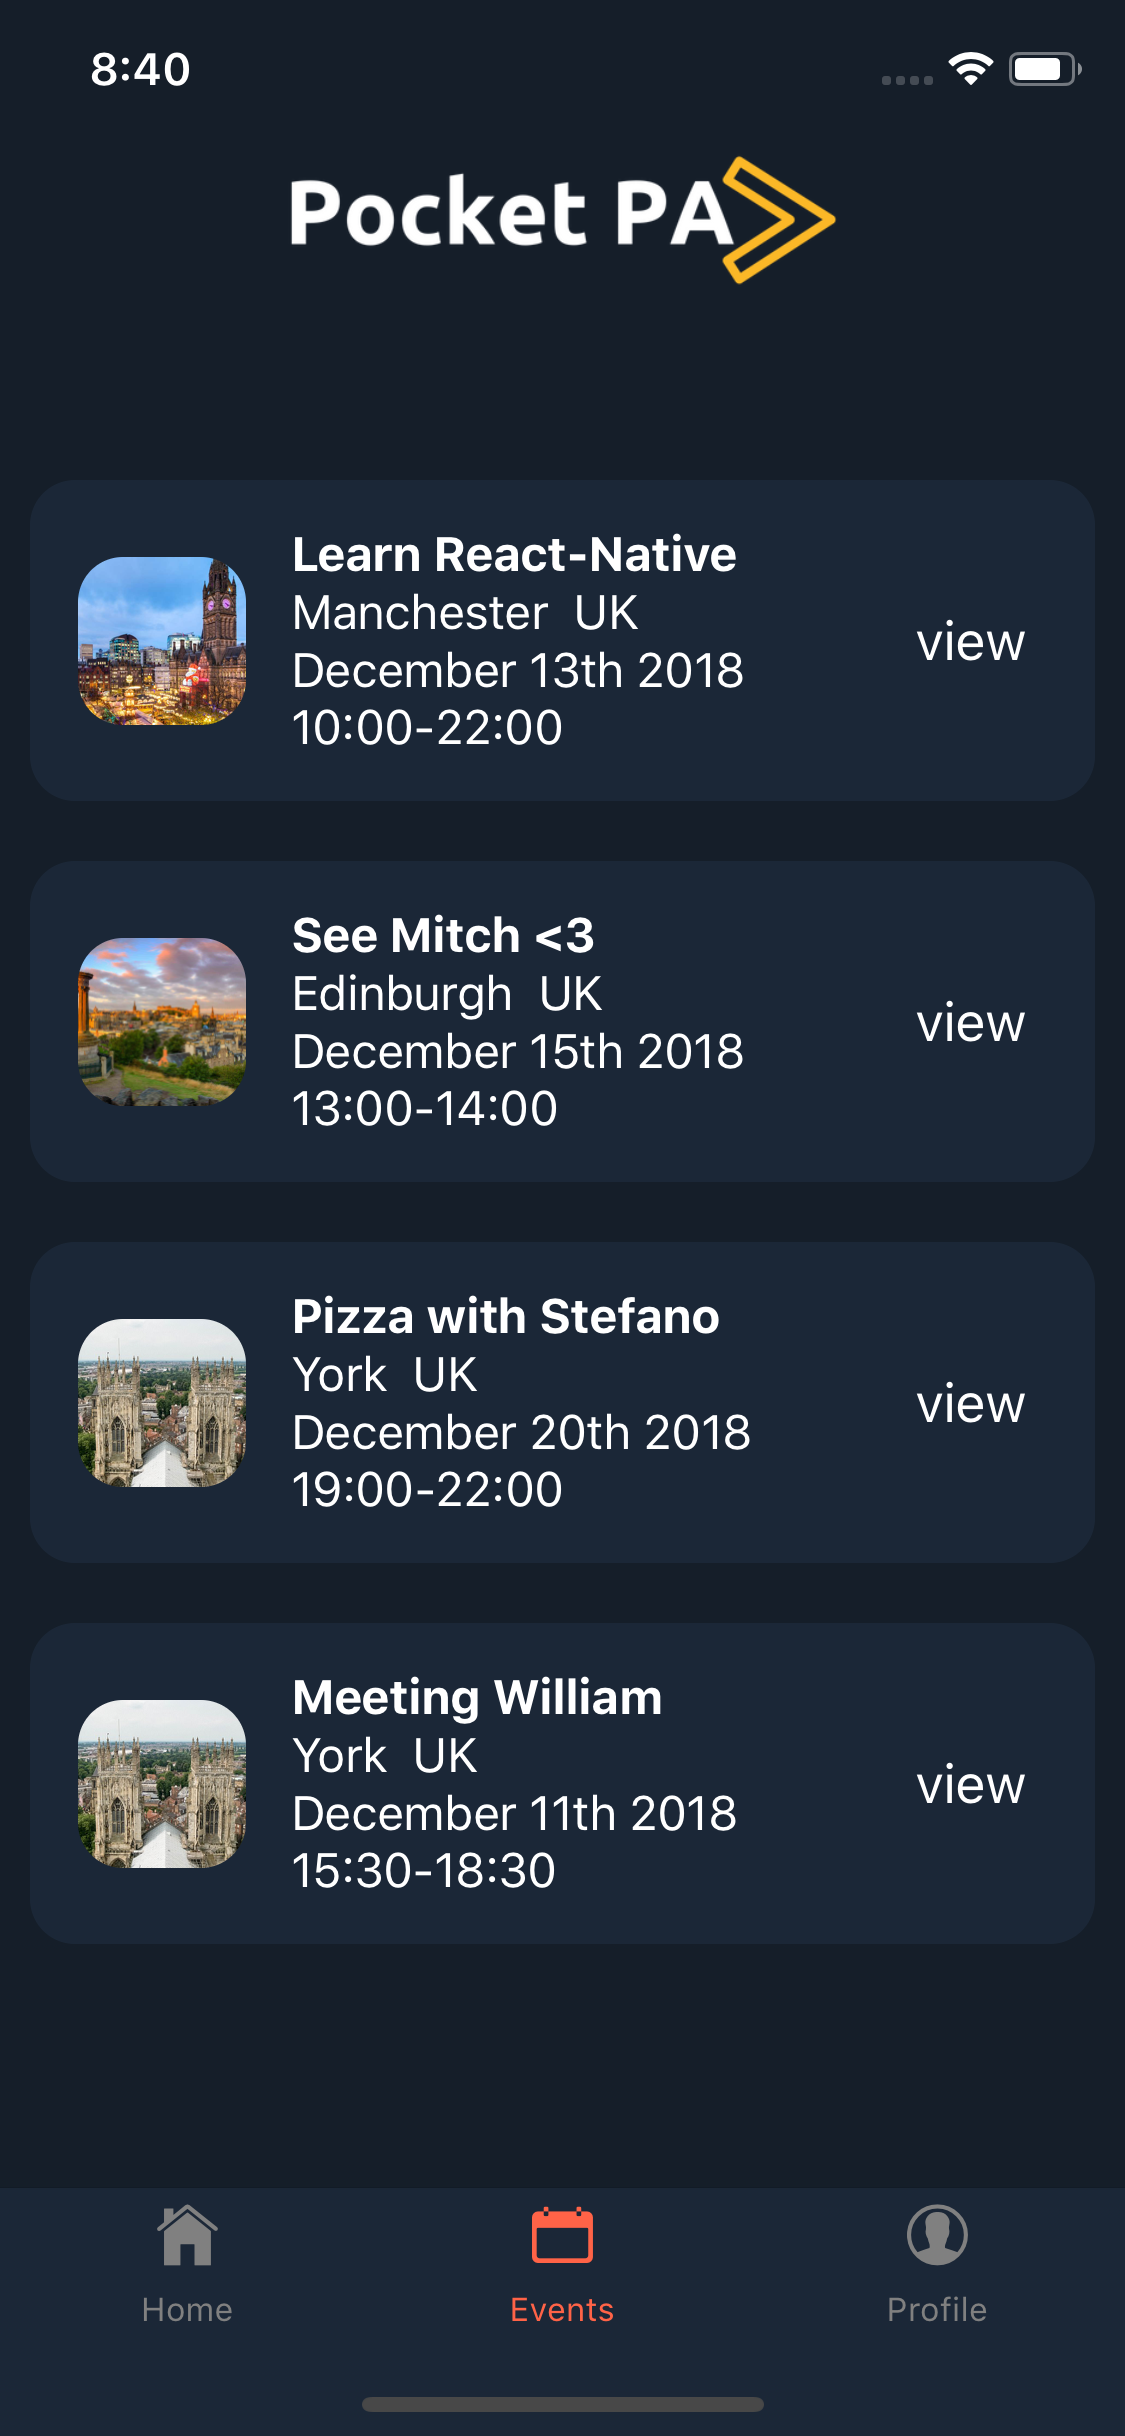 8:40
Pocket PA
Learn React-Native
Manchester  UK
December 13th 2018
10:00-22:00
view
See Mitch <3
Edinburgh  UK
December 15th 2018
13:00-14:00
view
Pizza with Stefano
York  UK
December 20th 2018
19:00-22:00
view
Meeting William
York  UK
December 11th 2018
15:30-18:30
view
Home
Events
Profile